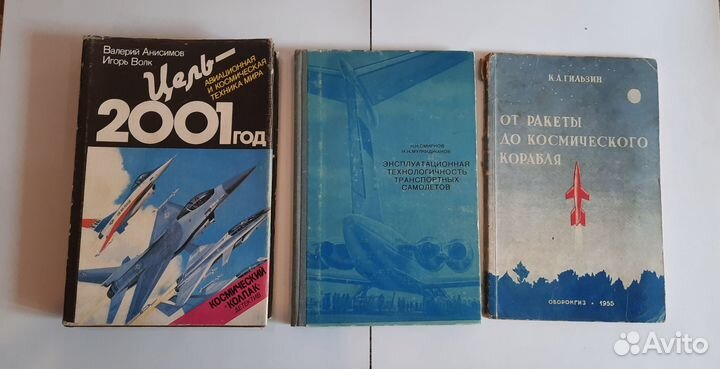 Валерий Анисимов
Игорь Волк
Цель–
АВИАЦИОННАЯ
И КОСМИЧЕСКАЯ
ТЕХНИКА МИРА
2001 ГОД
КОСМИЧЕСКИЙ
КОЛПАК
ДЕТЕКТИВ
Н.Н.СМИРНОВ
ЭКСПЛУАТАЦИОННАЯ
ТЕХНОЛОГИЧНОСТЬ
ТРАНСПОРТНЫХ
САМОЛЕТОВ
К.А.ГИЛЬЗИН
ОТ РАКЕТЫ
ДО КОСМИЧЕСКОГО
КОРАБЛЯ
ОБОРОНГИЗ • 1955
Avito